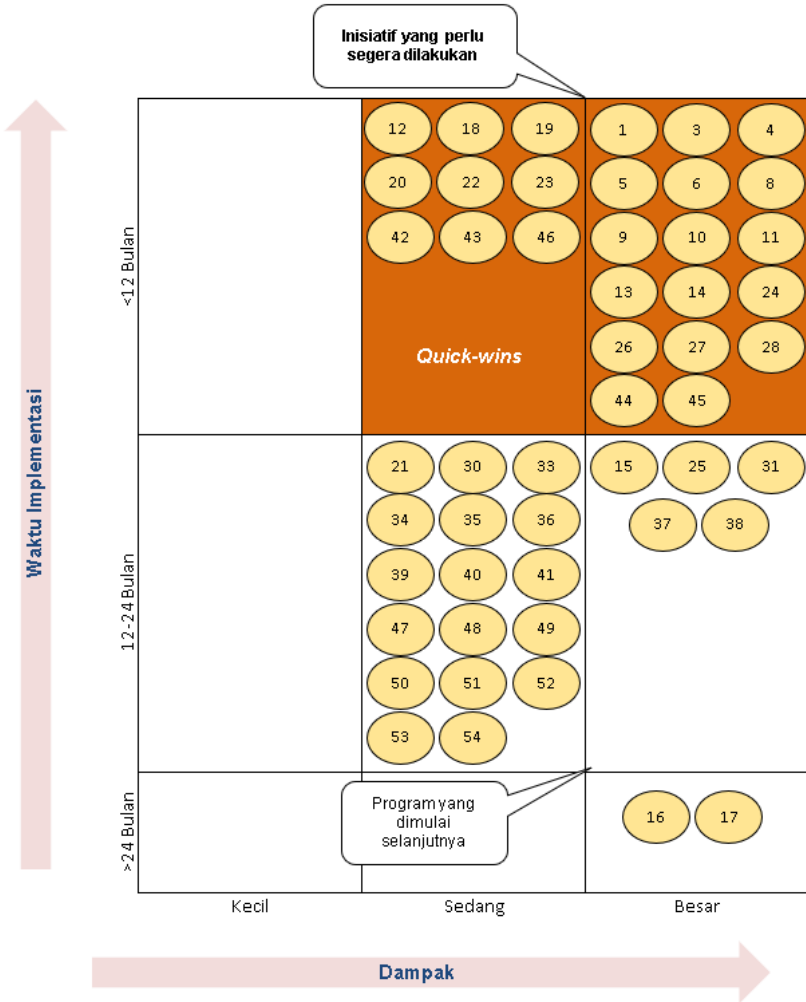 Inisiatif yang perlu
segera dilakukan
12 18 19 1 3 4
20 22 23 5 6 8
42 43 46 9 10 11
13 14 24
Quick-wins 26 27 28
44 45
<12 Bulan
21 30 33 15 25 31
34 35 36 37 38
39 40 41
47 48 49
50 51 52
53 54
12-24 Bulan
Program yang
dimulai
selanjutnya
16 17
>24 Bulan
Waktu Implementasi
Kecil Sedang Besar
Dampak